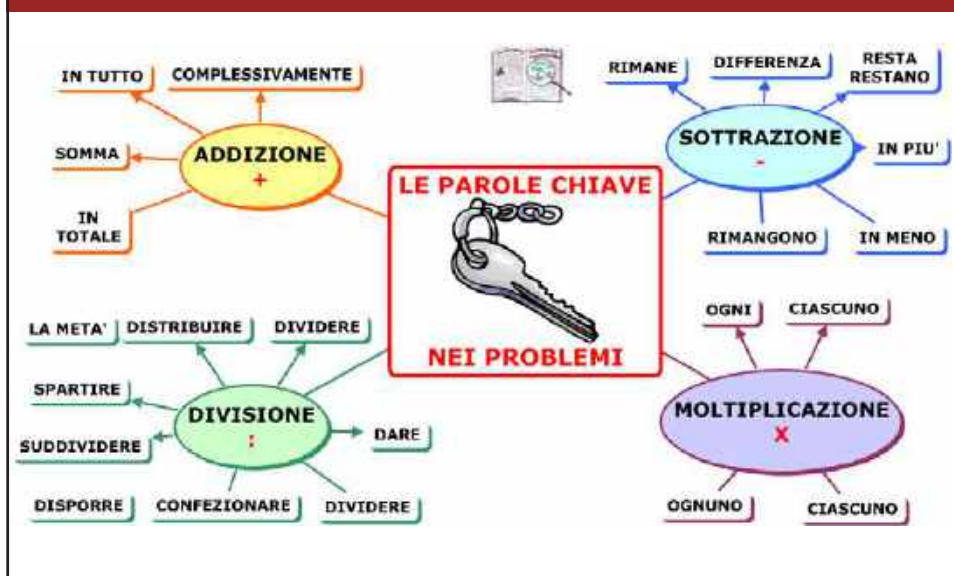 IN TUTTO
COMPLESSIVAMENTE
SOMMA
ADDIZIONE
+
IN
TOTALE
RIMANE
DIFFERENZA
RESTA
RESTANO
SOTTRAZIONE
-
IN PIU'
RIMANGONO
IN MENO
LE PAROLE CHIAVE
NEI PROBLEMI
LA META'
DISTRIBUIRE
DIVIDERE
SPARTIRE
DIVISIONE
:
SUDDIVIDERE
DARE
DISPORRE
CONFEZIONARE
DIVIDERE
OGNI
CIASCUNO
MOLTIPLICAZIONE
X
OGNUNO
CIASCUNO